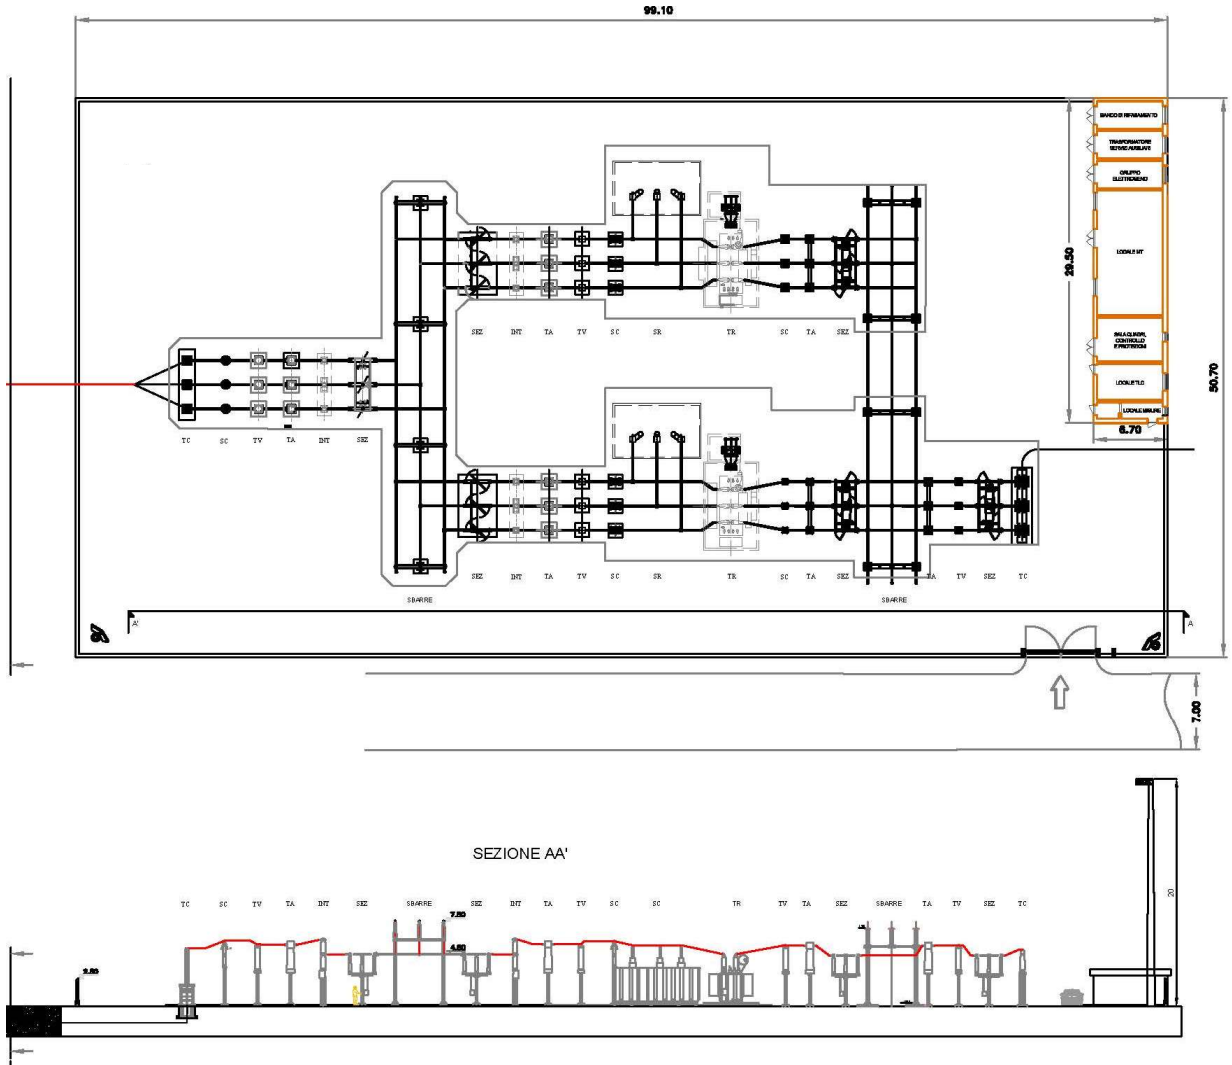 99.10
BANCO DI RIFASAMENTO
TRASFORMATORE
SERVIZI AUSILIARI
GRUPPO
ELETTROGENO
29.50
LOCALE MT
50.70
SALA QUADRI,
CONTROLLO
E PROTEZIONI
LOCALE TLC
LOCALE MISURE
6.70
SEZ INT TA TV SC SR TR SC TA SEZ
TC SC TV TA INT SEZ
SEZ INT TA TV SC SR TR SC TA SEZ TA TV SEZ TC
SBARRE SBARRE
A' A
7.00
SEZIONE AA'
TC SC TV TA INT SEZ SBARRE SEZ INT TA TV SC SC TR TV TA SEZ SBARRE TA TV SEZ TC
7.50
4.50
2.50
20